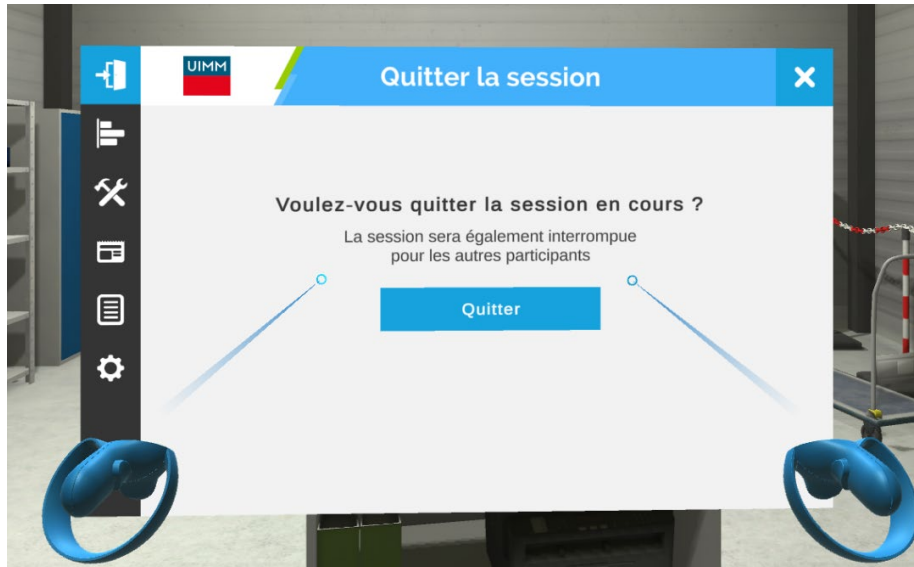 UIMM
Quitter la session
Voulez-vous quitter la session en cours ?
La session sera également interrompue
pour les autres participants
Quitter